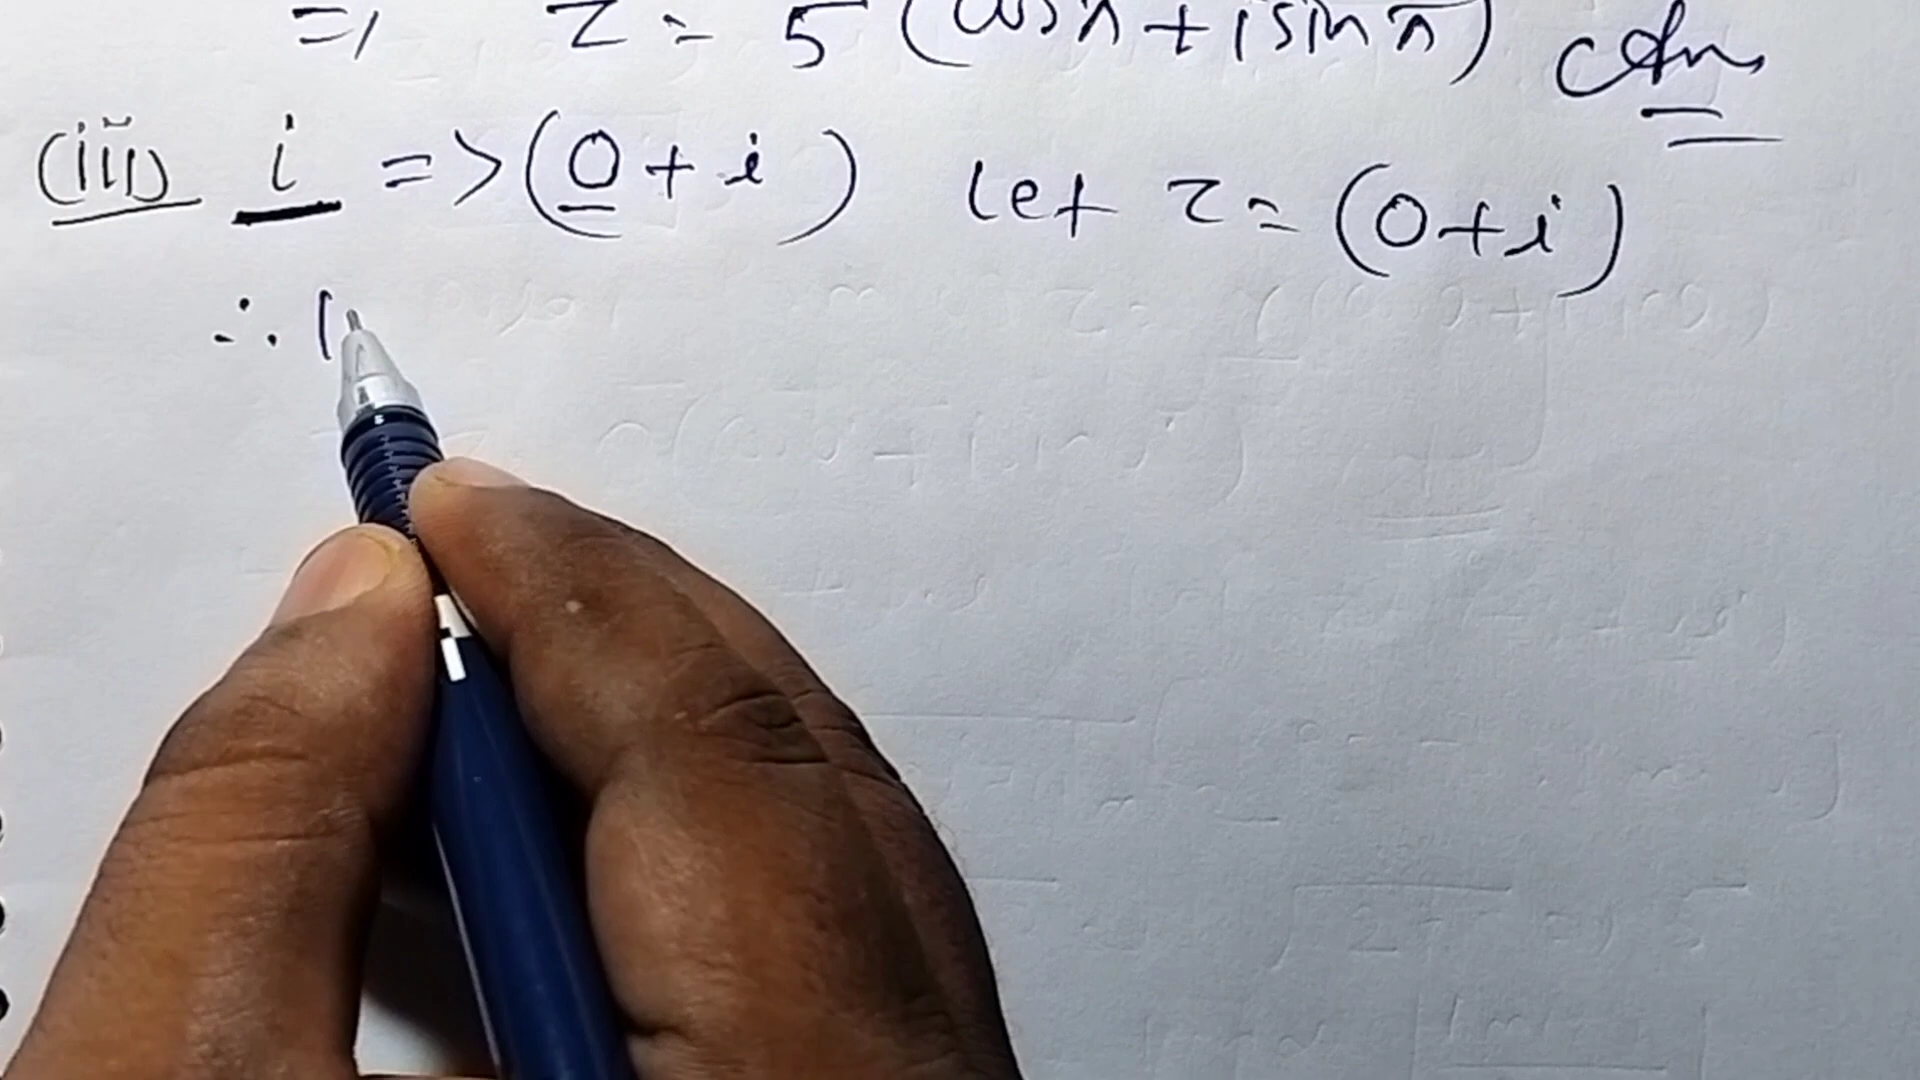 => z = 5 (cos π + i sin π) Ans
(iii) i => (0 + i) let z = (0 + i)
∴ |